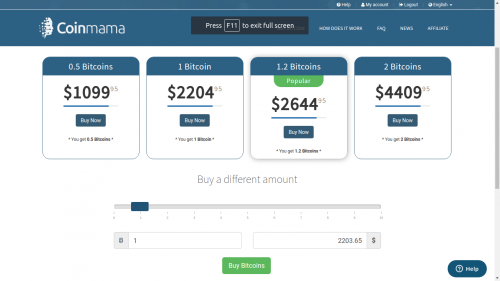 Help My account Logout English
Coinmama
Press F11 to exit full screen
HOW DOES IT WORK FAQ NEWS AFFILIATE
0.5 Bitcoins
$1099 95
Buy Now
* You get 0.5 Bitcoins *
1 Bitcoin
$2204 95
Buy Now
* You get 1 Bitcoin *
1.2 Bitcoins
Popular
$2644 95
Buy Now
* You get 1.2 Bitcoins *
2 Bitcoins
$4409 95
Buy Now
* You get 2 Bitcoins *
Buy a different amount
0 1 2 3 4 5 6 7 8 9 10
1
2203.65 $
Buy Bitcoins
Help